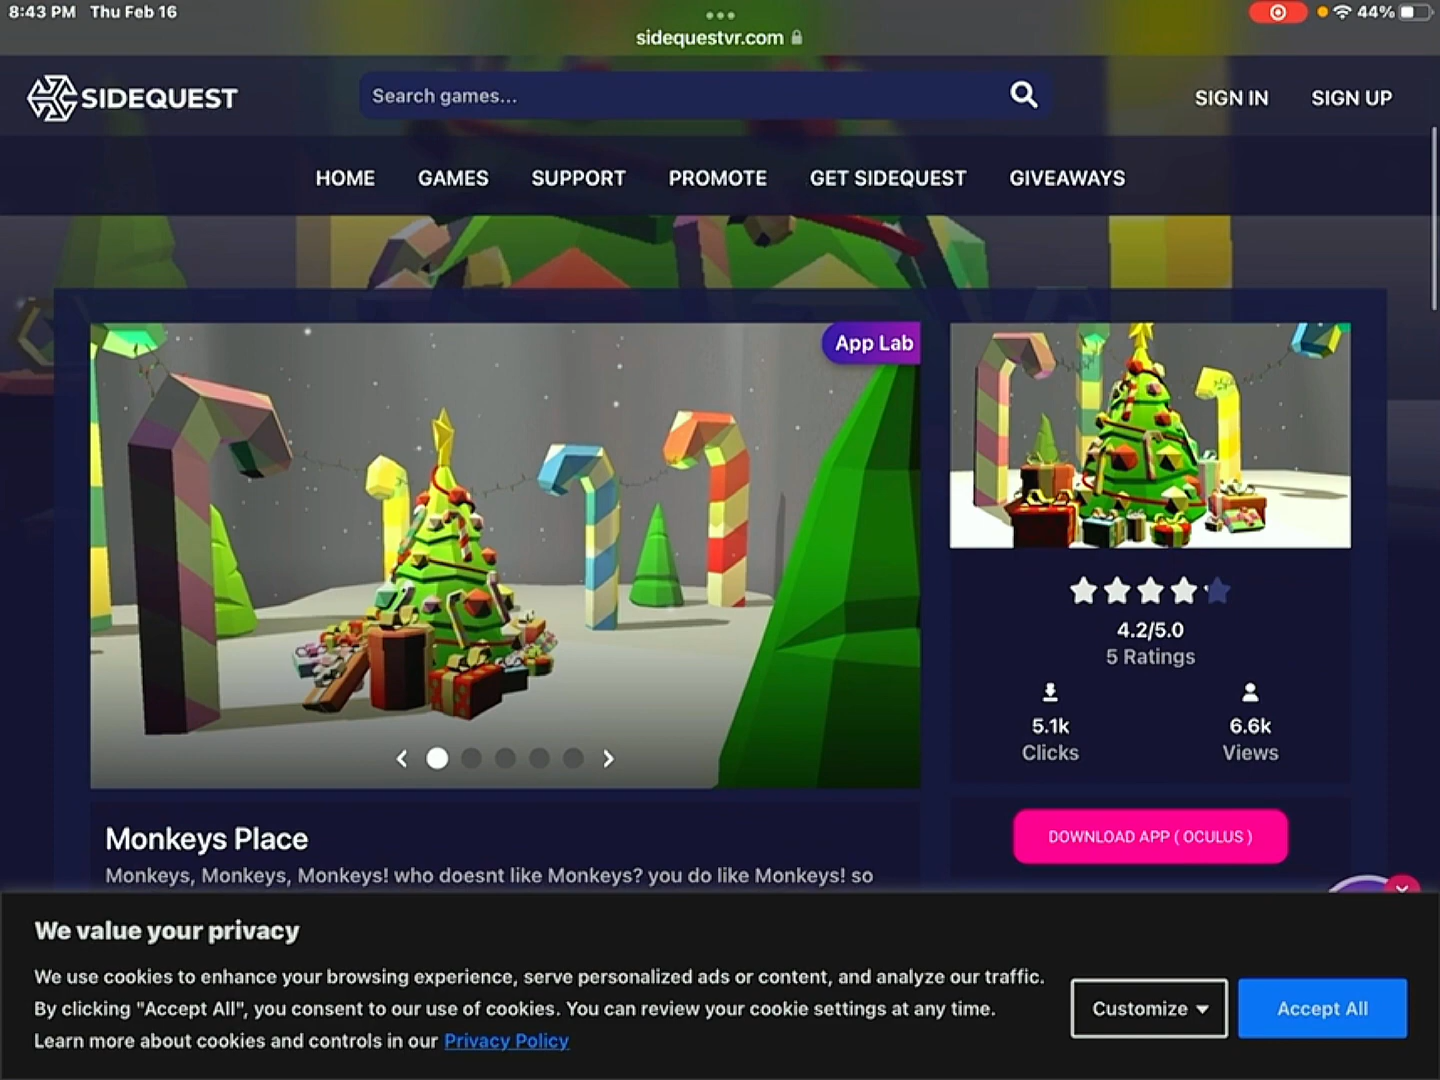 8:43 PM Thu Feb 16
44%
sidequestvr.com
SIDEQUEST
Search games...
SIGN IN
SIGN UP
HOME
GAMES
SUPPORT
PROMOTE
GET SIDEQUEST
GIVEAWAYS
App Lab
4.2/5.0
5 Ratings
5.1k
Clicks
6.6k
Views
DOWNLOAD APP ( OCULUS )
Monkeys Place
Monkeys, Monkeys, Monkeys! who doesnt like Monkeys? you do like Monkeys! so
We value your privacy
We use cookies to enhance your browsing experience, serve personalized ads or content, and analyze our traffic.
By clicking "Accept All", you consent to our use of cookies. You can review your cookie settings at any time.
Learn more about cookies and controls in our Privacy Policy
Customize
Accept All